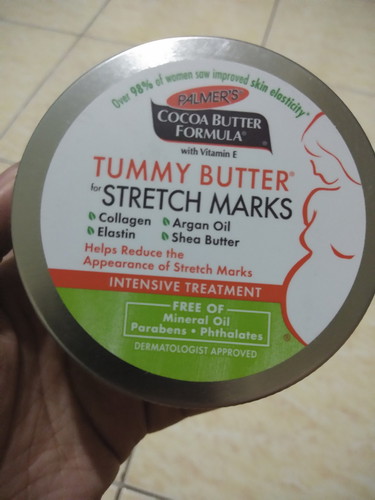 Over 98% of women saw improved skin elasticity*
PALMER'S®
COCOA BUTTER
FORMULA®
with Vitamin E
TUMMY BUTTER®
for STRETCH MARKS
Collagen Argan Oil
Elastin Shea Butter
Helps Reduce the
Appearance of Stretch Marks
INTENSIVE TREATMENT
FREE OF
Mineral Oil
Parabens • Phthalates
DERMATOLOGIST APPROVED